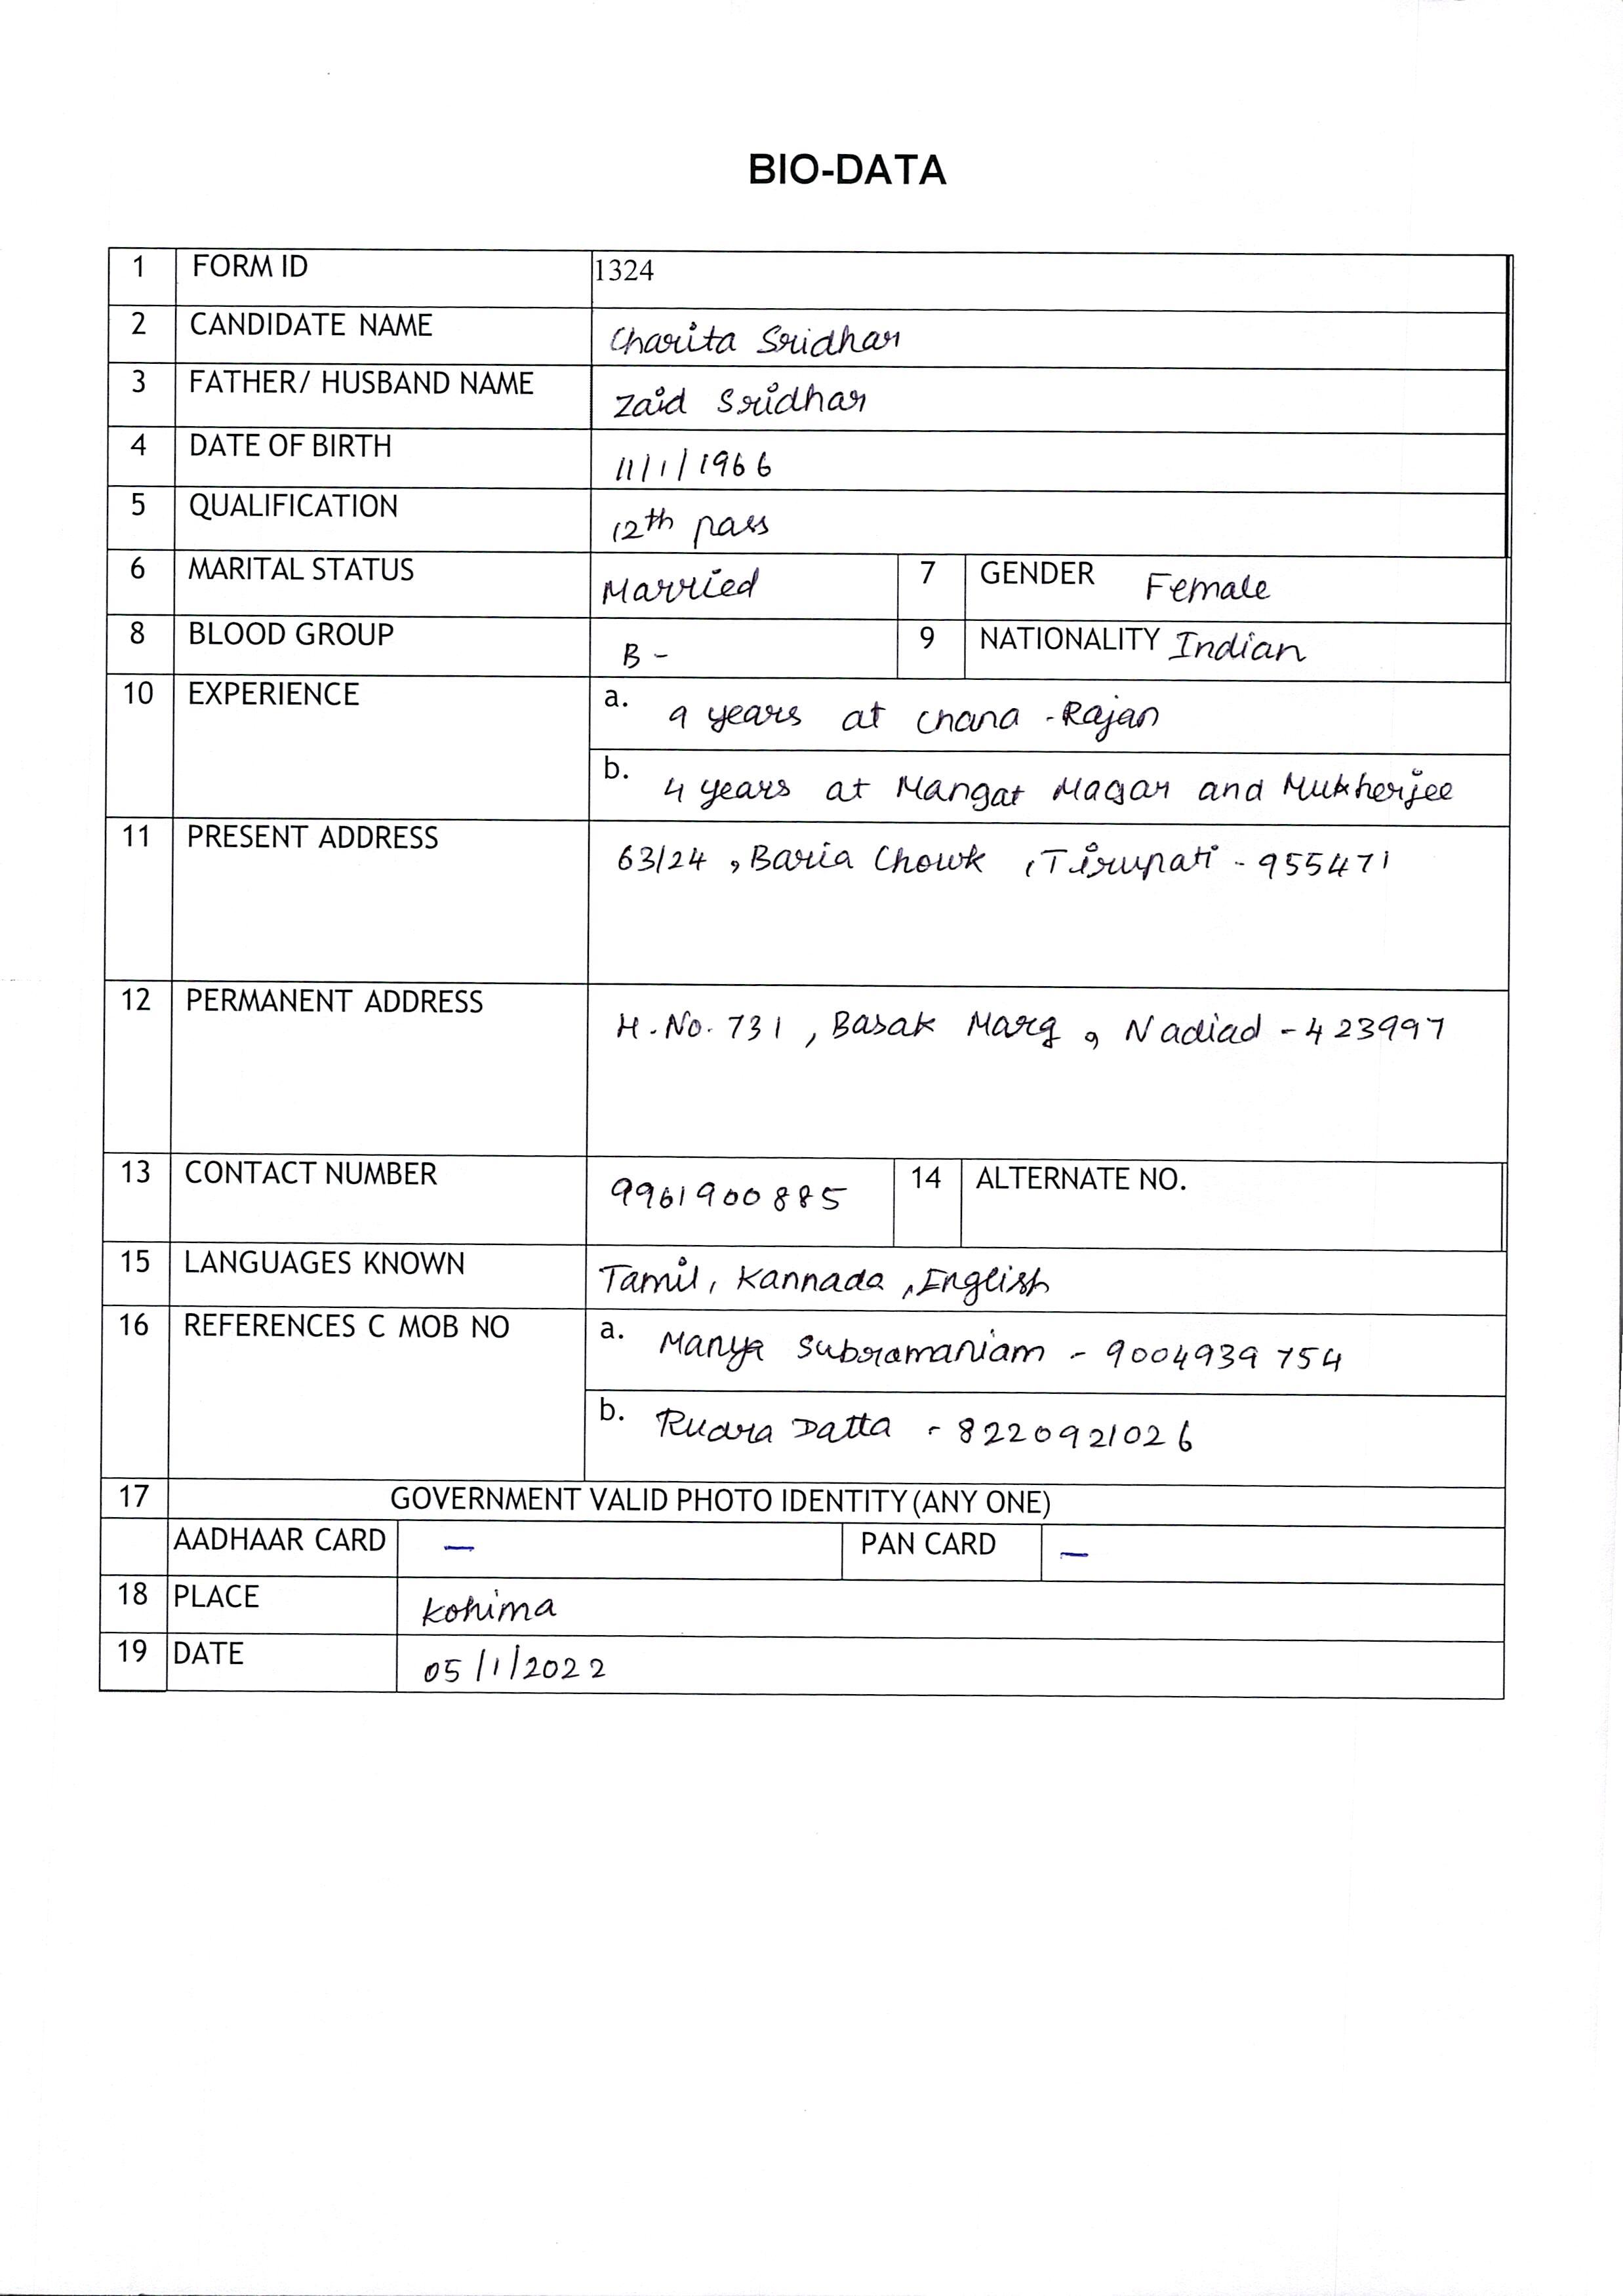 BIO-DATA
1 FORM ID 1324
2 CANDIDATE NAME Charita Sridhar
3 FATHER/ HUSBAND NAME Zaid Sridhar
4 DATE OF BIRTH 11/1/1966
5 QUALIFICATION 12th pass
6 MARITAL STATUS Married 7 GENDER Female
8 BLOOD GROUP B - 9 NATIONALITY Indian
10 EXPERIENCE a. 9 years at Chana - Rajan
b. 4 years at Mangat Magar and Mukherjee
11 PRESENT ADDRESS 63/24 , Baria Chowk , Tirupati - 955471
12 PERMANENT ADDRESS H. No. 731 , Basak Marg , Nadiad - 423997
13 CONTACT NUMBER 9961900885 14 ALTERNATE NO.
15 LANGUAGES KNOWN Tamil, Kannada , English
16 REFERENCES C MOB NO a. Manya Subramaniam - 9004939754
b. Rudra Datta - 8220921026
17 GOVERNMENT VALID PHOTO IDENTITY (ANY ONE)
AADHAAR CARD — PAN CARD —
18 PLACE Kohima
19 DATE 05/1/2022